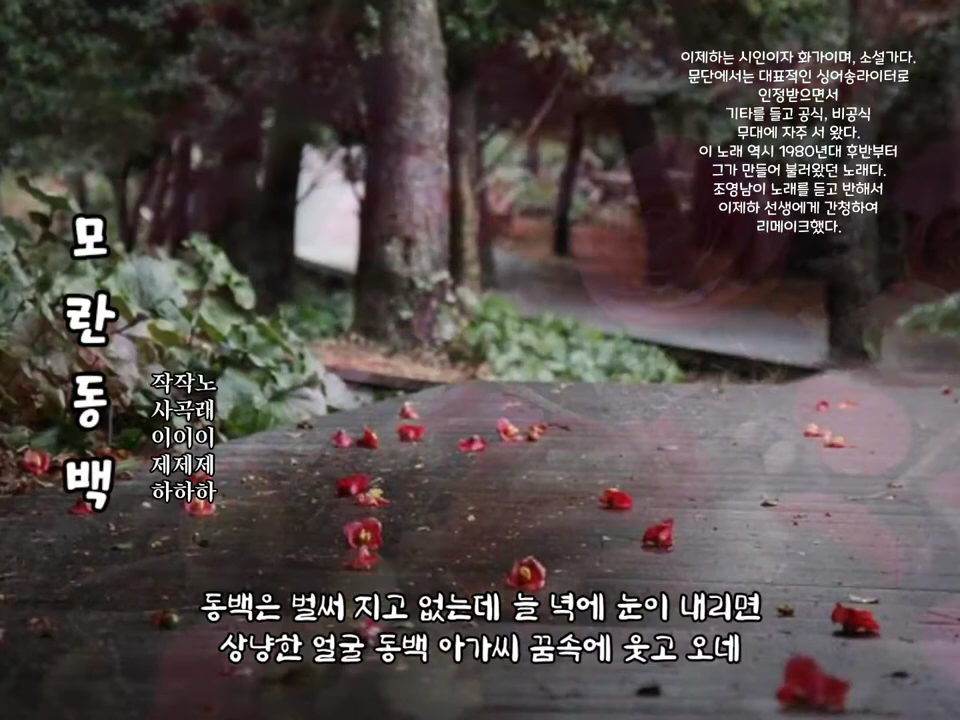 이제하는 시인이자 화가이며, 소설가다.
문단에서는 대표적인 싱어송라이터로
인정받으면서
기타를 들고 공식, 비공식
무대에 자주 서 왔다.
이 노래 역시 1980년대 후반부터
그가 만들어 불러왔던 노래다.
조영남이 노래를 듣고 반해서
이제하 선생에게 간청하여
리메이크했다.
모란동백
작사 이제하
작곡 이제하
노래 이제하
동백은 벌써 지고 없는데 늘 녘에 눈이 내리면
상냥한 얼굴 동백 아가씨 꿈속에 웃고 오네